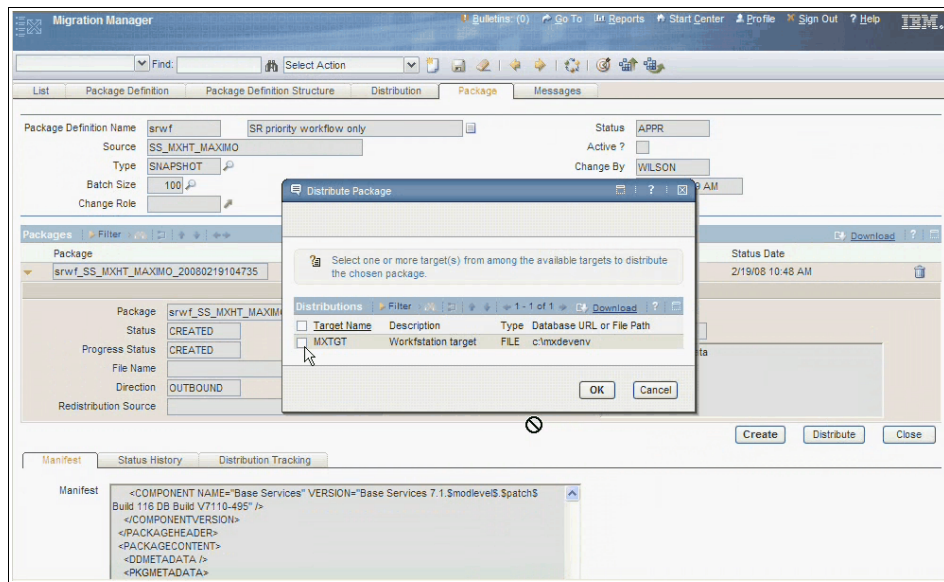 Migration Manager
Bulletins: (0) Go To Reports Start Center Profile Sign Out ? Help IBM.
Find: Select Action
List Package Definition Package Definition Structure Distribution Package Messages
Package Definition Name srwf SR priority workflow only Status APPR
Source SS_MXHT_MAXIMO Active ?
Type SNAPSHOT Change By WILSON
Batch Size 100 9 AM
Change Role
Distribute Package ?
Select one or more target(s) from among the available targets to distribute
the chosen package.
Distributions Filter 1 - 1 of 1 Download ?
Target Name Description Type Database URL or File Path
MXTGT Workfstation target FILE c:\mxdevenv
OK Cancel
Packages Filter Download ?
Package Status Date
srwf_SS_MXHT_MAXIMO_20080219104735 2/19/08 10:48 AM
Package srwf_SS_MXHT_MAXIM
Status CREATED
Progress Status CREATED ta
File Name
Direction OUTBOUND
Redistribution Source
Create Distribute Close
Manifest Status History Distribution Tracking
Manifest <COMPONENT NAME="Base Services" VERSION="Base Services 7.1.$modlevel$.$patch$
Build 116 DB Build V7110-495" />
</COMPONENTVERSION>
</PACKAGEHEADER>
<PACKAGECONTENT>
<DDMETADATA />
<PKGMETADATA>